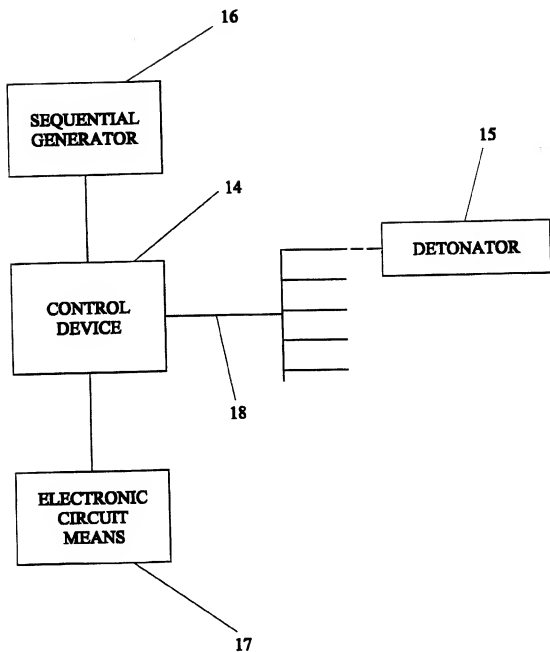 16
SEQUENTIAL
GENERATOR
15
14
DETONATOR
CONTROL
DEVICE
18
ELECTRONIC
CIRCUIT
MEANS
17